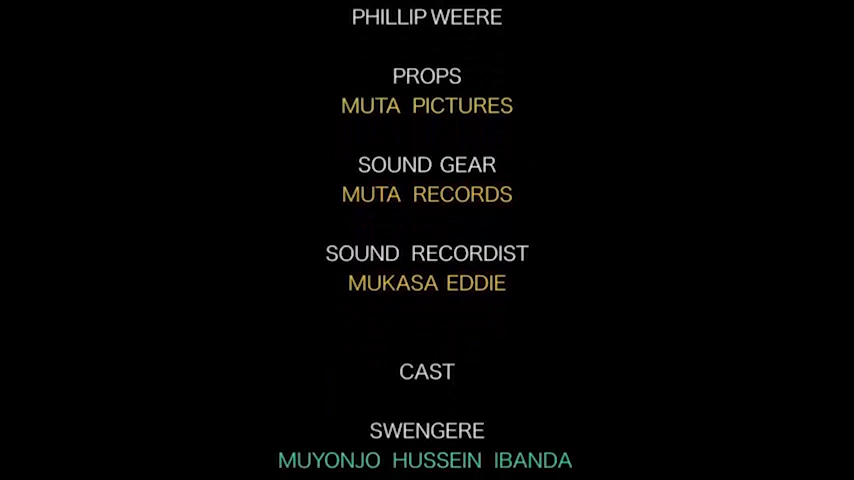 PHILLIP WEERE
PROPS
MUTA PICTURES
SOUND GEAR
MUTA RECORDS
SOUND RECORDIST
MUKASA EDDIE
CAST
SWENGERE
MUYONJO HUSSEIN IBANDA